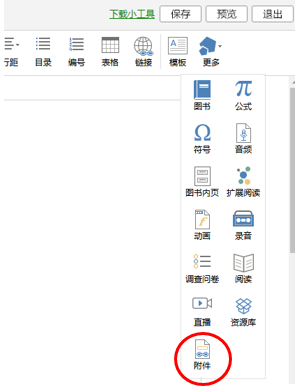 下载小工具 保存 预览 退出
行距 目录 编号 表格 链接 模板 更多
图书 公式
符号 音频
图书内页 扩展阅读
动画 录音
调查问卷 阅读
直播 资源库
附件